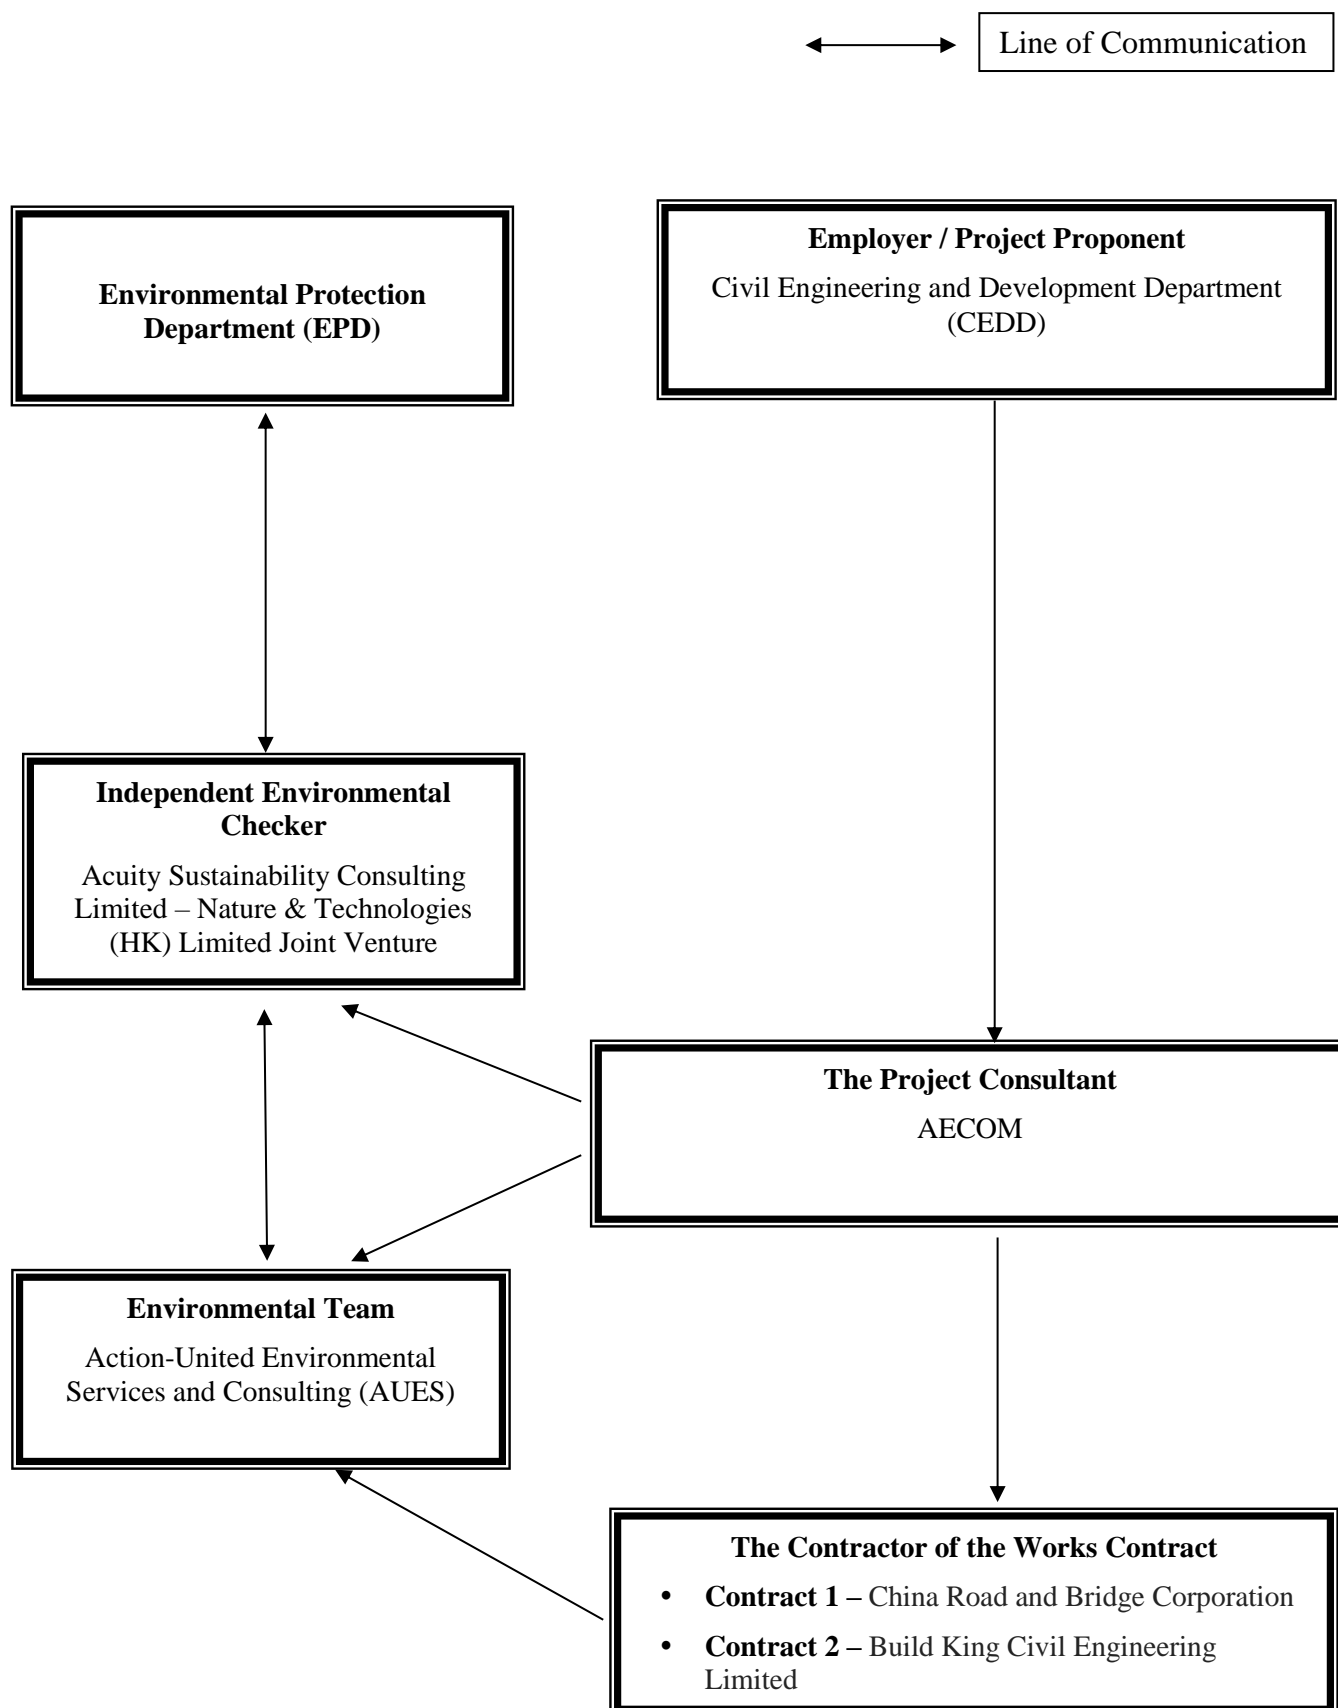 Line of Communication
Environmental Protection
Department (EPD)
Employer / Project Proponent
Civil Engineering and Development Department
(CEDD)
Independent Environmental
Checker
Acuity Sustainability Consulting
Limited – Nature & Technologies
(HK) Limited Joint Venture
The Project Consultant
AECOM
Environmental Team
Action-United Environmental
Services and Consulting (AUES)
The Contractor of the Works Contract
• Contract 1 – China Road and Bridge Corporation
• Contract 2 – Build King Civil Engineering
Limited